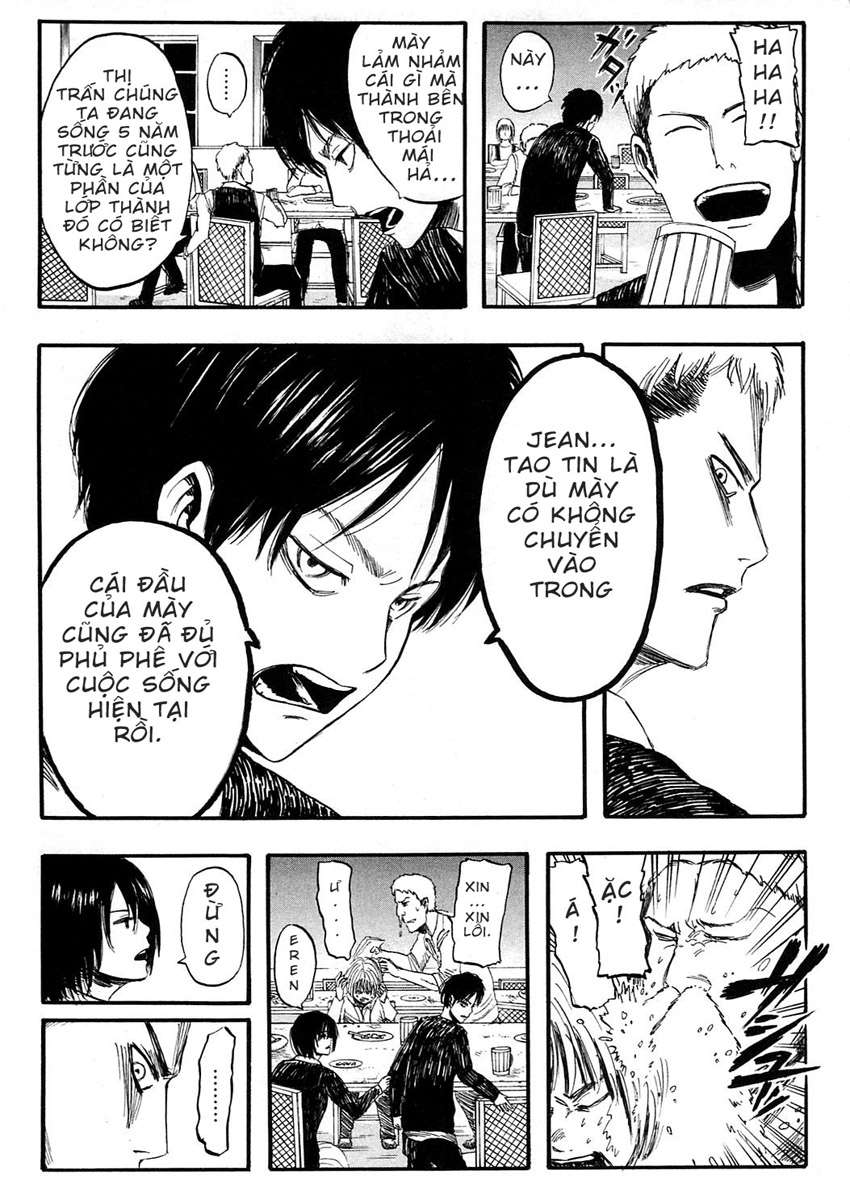 HA
HA
HA!!
ガタッ
NÀY
...
MÀY
LẢM NHẢM
CÁI GÌ MÀ
THÀNH BÊN
TRONG
THOẢI
MÁI
HẢ...
......
THỊ
TRẤN CHÚNG
TA ĐANG
SỐNG 5 NĂM
TRƯỚC CŨNG
TỪNG LÀ MỘT
PHẦN CỦA
LỚP THÀNH
ĐÓ CÓ BIẾT
KHÔNG?
JEAN...
TAO TIN LÀ
DÙ MÀY
CÓ KHÔNG
CHUYỂN
VÀO
TRONG
CÁI ĐẦU
CỦA MÀY
CŨNG ĐÃ ĐỦ
PHỦ PHÊ VỚI
CUỘC SỐNG
HIỆN TẠI
RỒI.
ẶC!
Á!
XIN
...
XIN
LỖI.
Ư
...
EREN
ĐỪNG
......